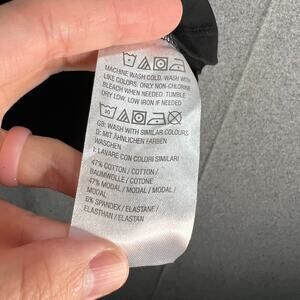 MACHINE WASH COLD. WASH WITH
LIKE COLORS. ONLY NON-CHLORINE
BLEACH WHEN NEEDED. TUMBLE
DRY LOW, LOW IRON IF NEEDED
30
GB: WASH WITH SIMILAR COLOURS
D: MIT ÄHNLICHEN FARBEN
WASCHEN
I: LAVARE CON COLORI SIMILARI
47% COTTON / COTTON /
BAUMWOLLE / COTONE
47% MODAL / MODAL / MODAL /
MODAL
6% SPANDEX / ELASTANE /
ELASTHAN / ELASTAN